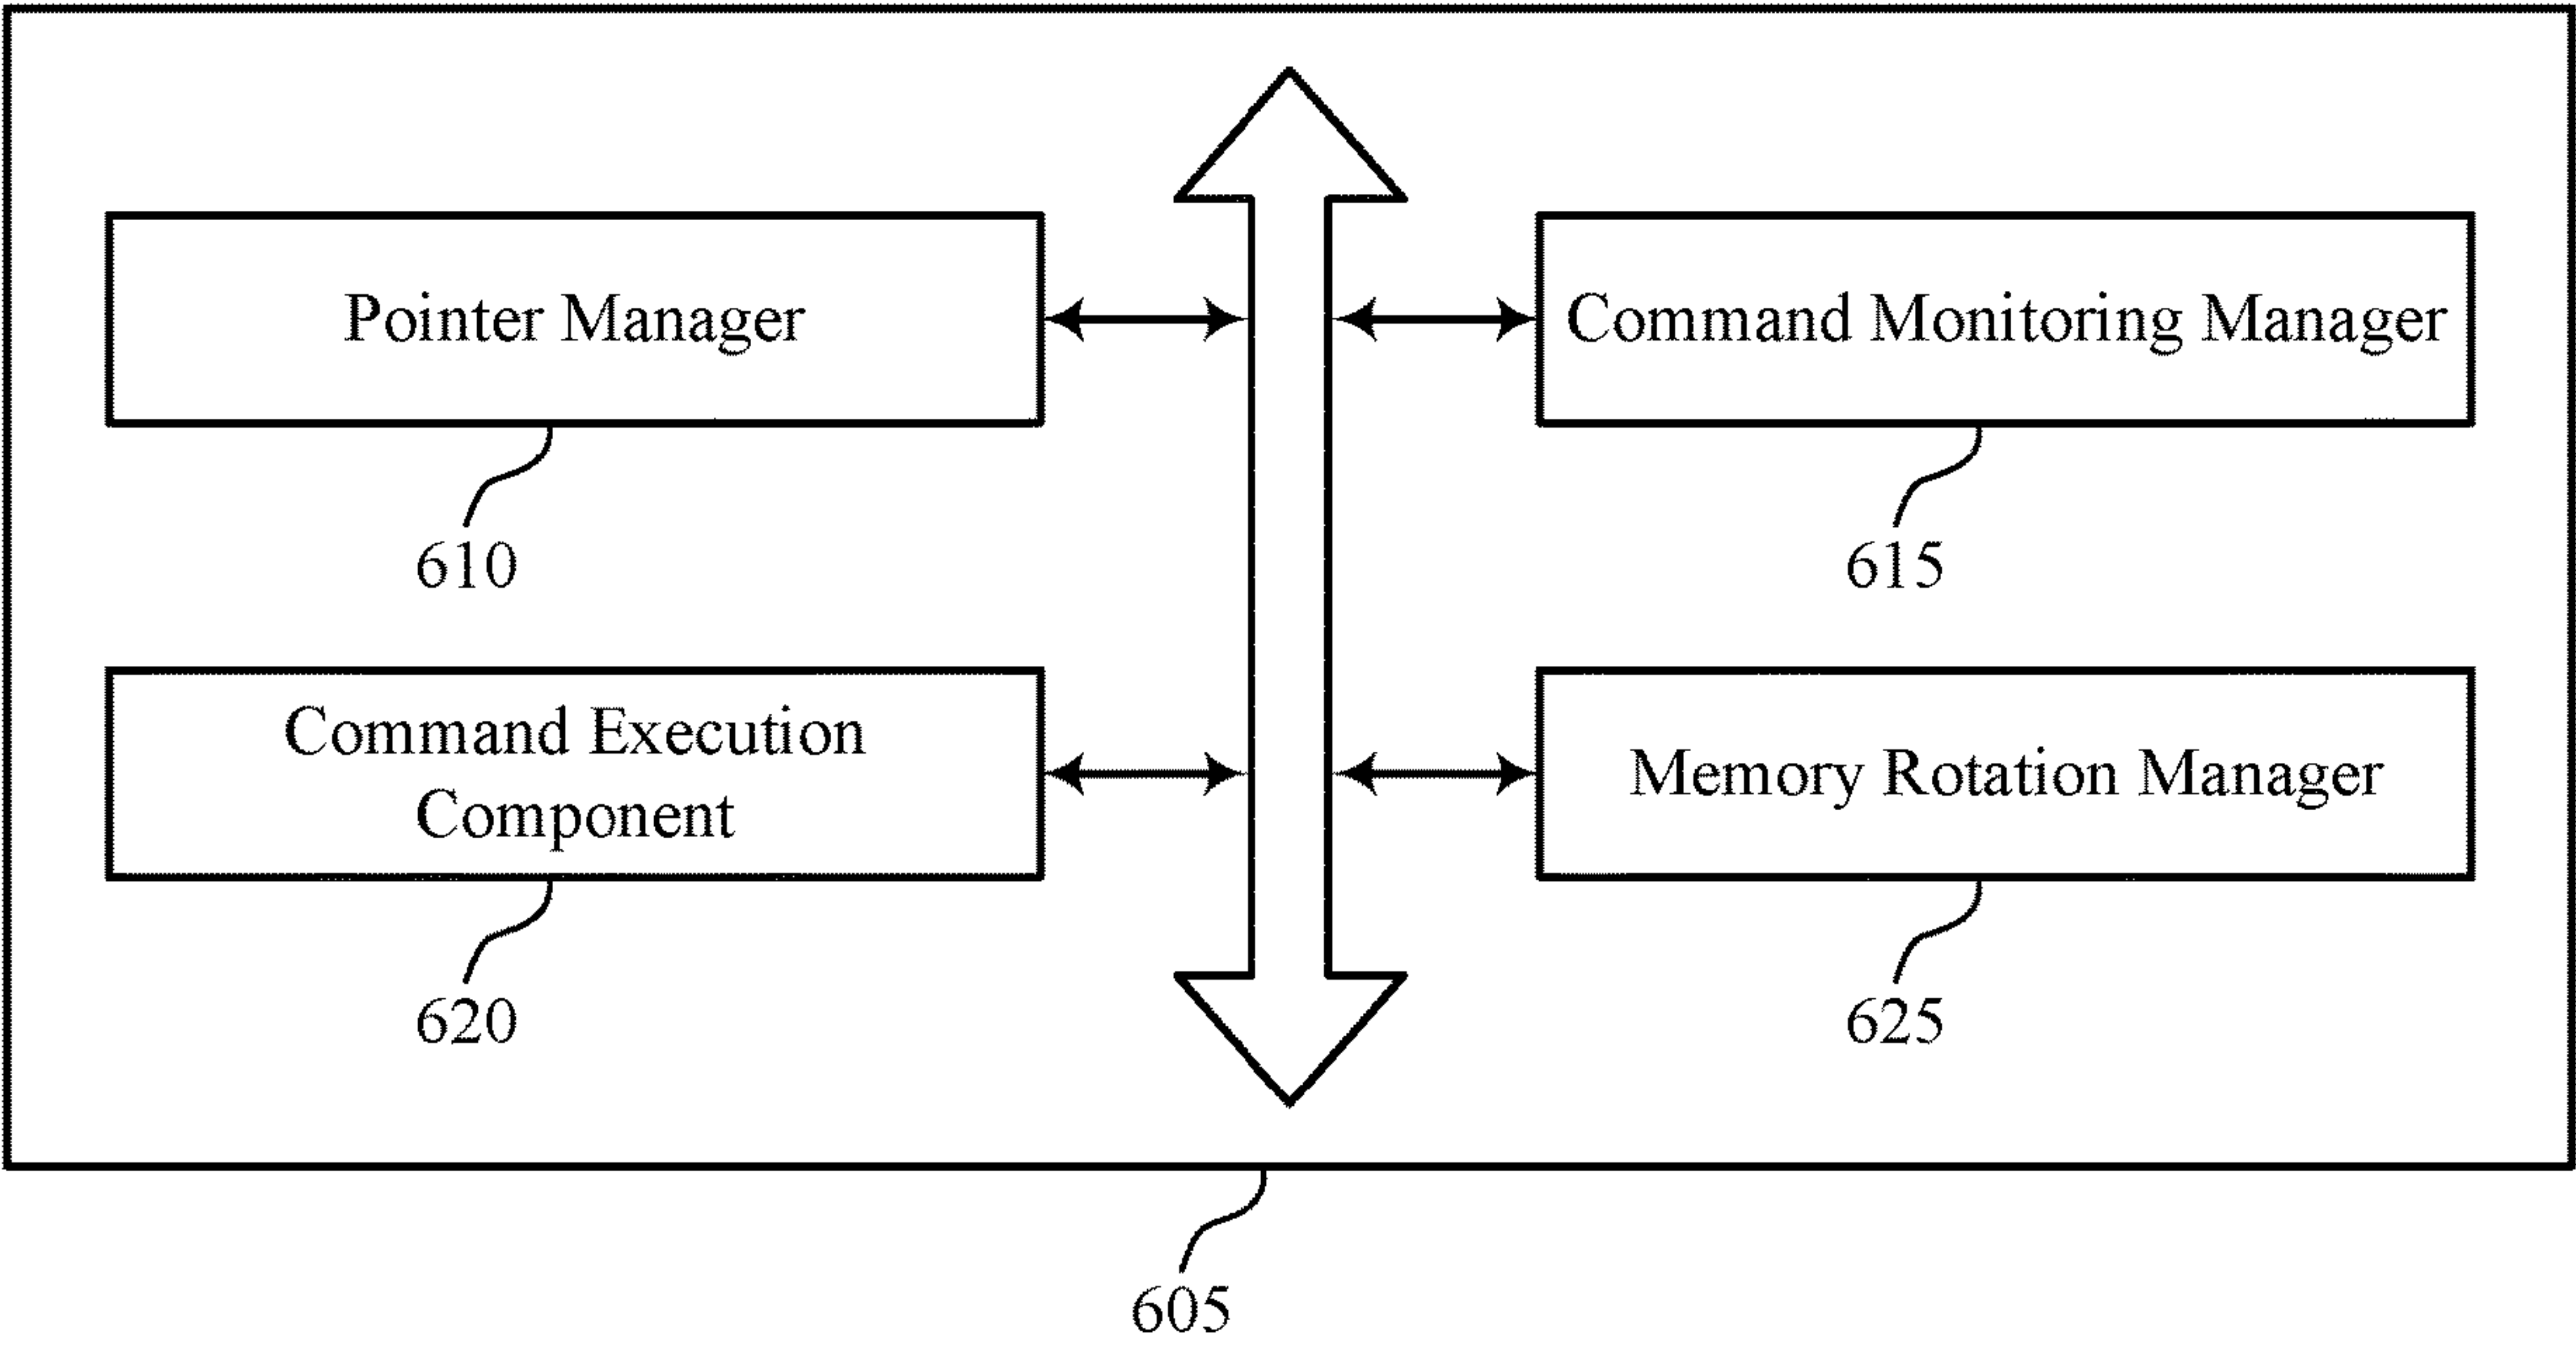 Pointer Manager
Command Monitoring Manager
610
615
Command Execution
Component
Memory Rotation Manager
620
625
605